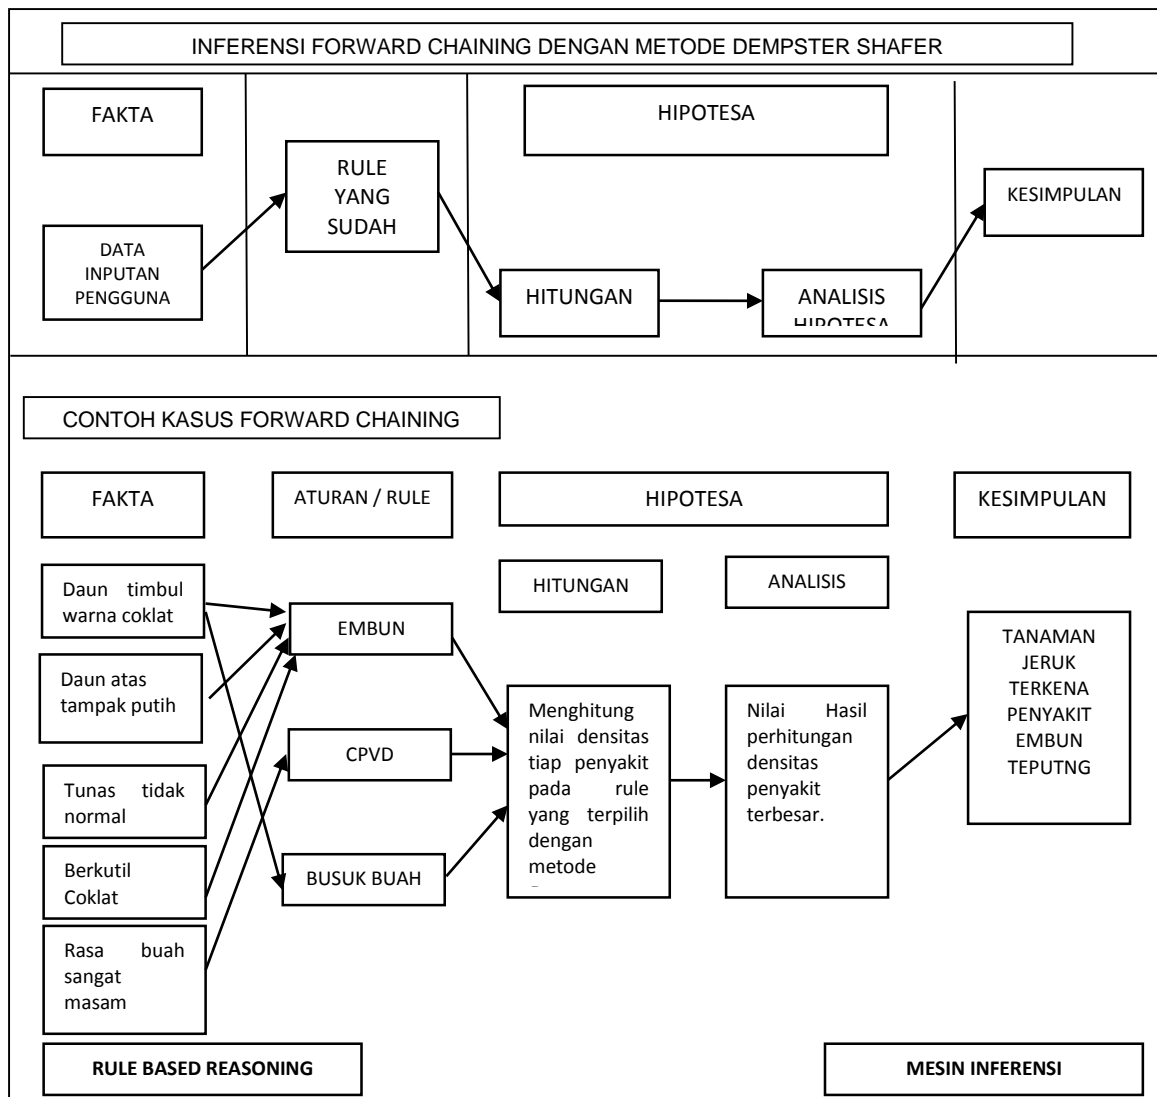 INFERENSI FORWARD CHAINING DENGAN METODE DEMPSTER SHAFER
FAKTA
HIPOTESA
RULE
YANG
SUDAH
KESIMPULAN
DATA
INPUTAN
PENGGUNA
HITUNGAN
ANALISIS
HIPOTESA
CONTOH KASUS FORWARD CHAINING
FAKTA
ATURAN / RULE
HIPOTESA
KESIMPULAN
HITUNGAN
ANALISIS
Daun timbul
warna coklat
Daun atas
tampak putih
Tunas tidak
normal
Berkutil
Coklat
Rasa buah
sangat
masam
EMBUN
CPVD
BUSUK BUAH
Menghitung
nilai densitas
tiap penyakit
pada rule
yang terpilih
dengan
metode
Nilai Hasil
perhitungan
densitas
penyakit
terbesar.
TANAMAN
JERUK
TERKENA
PENYAKIT
EMBUN
TEPUTNG
RULE BASED REASONING
MESIN INFERENSI